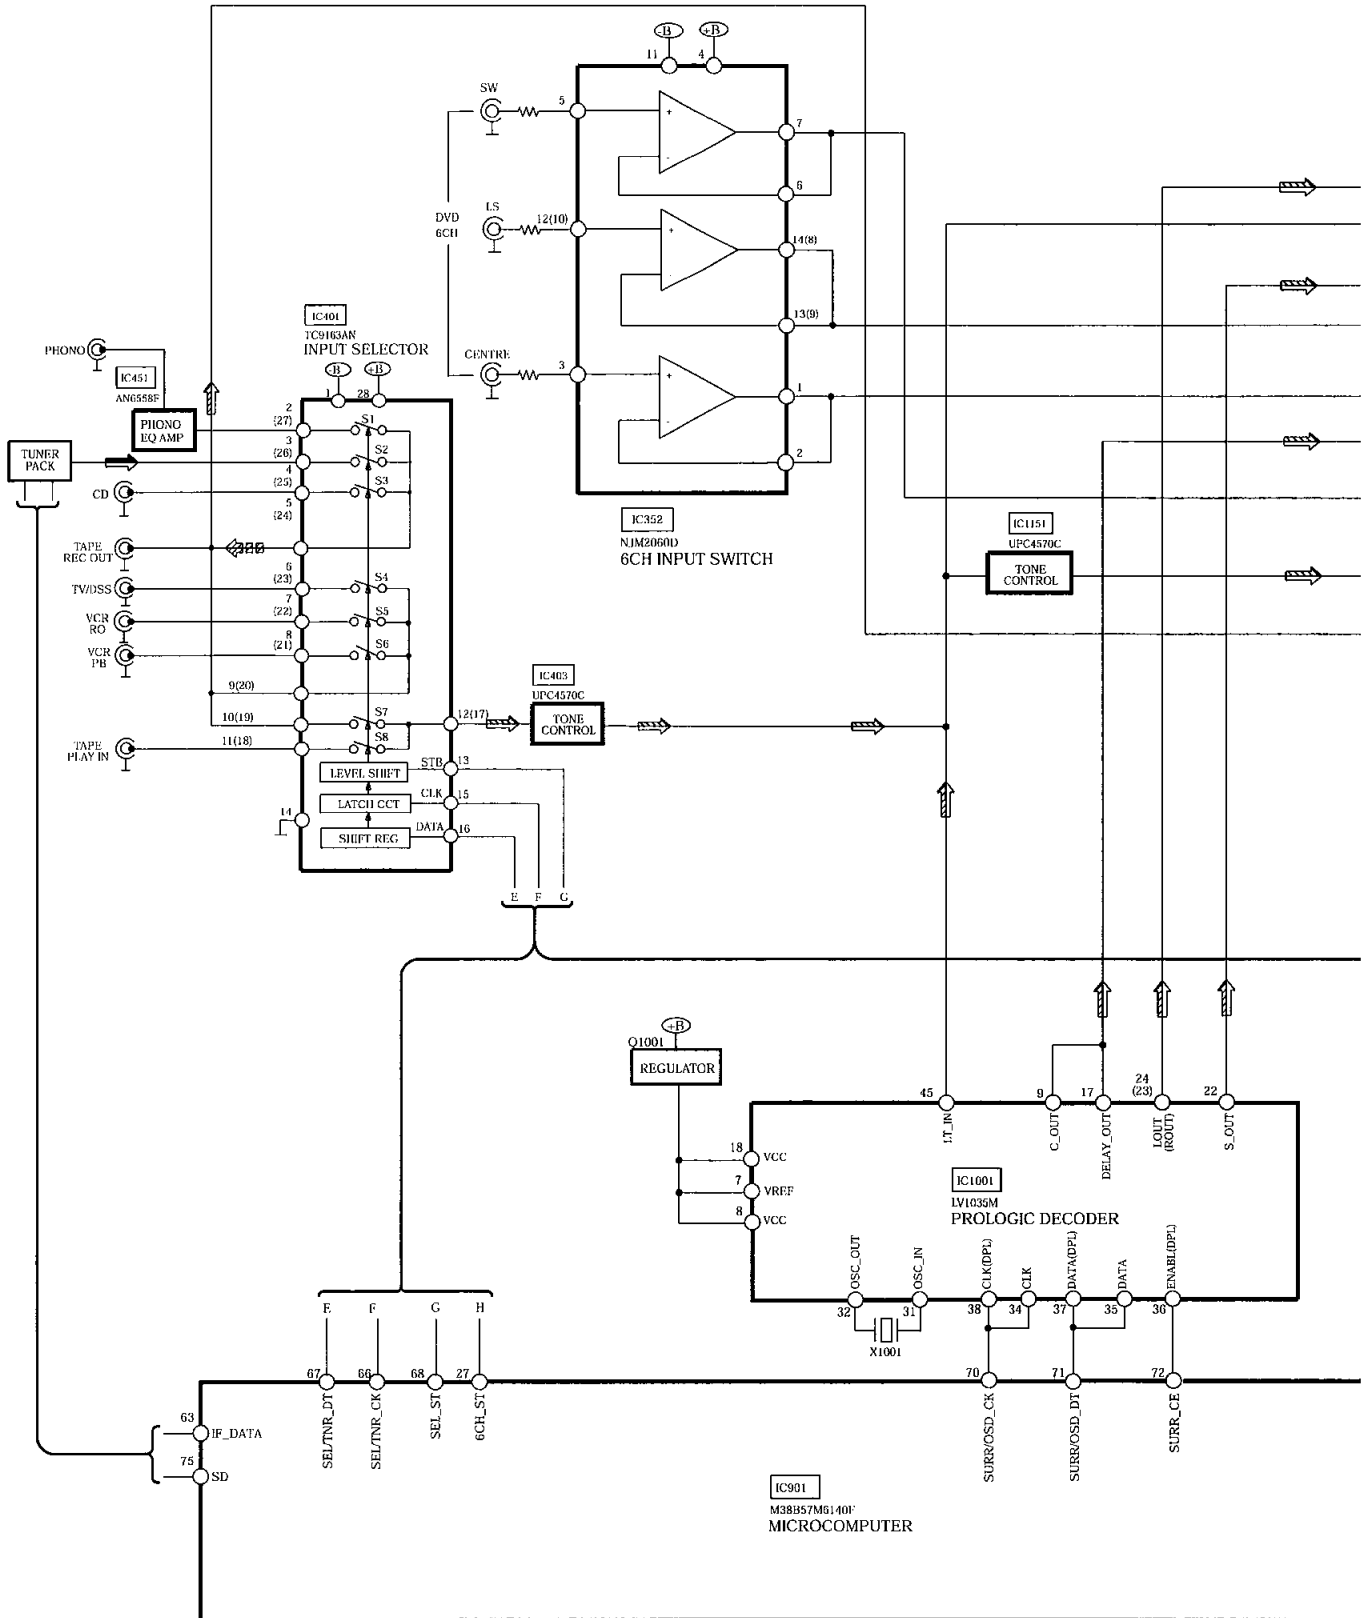 -B
+B
11
4
SW
5
7
6
DVD
6CH
LS
12(10)
14(8)
13(9)
CENTRE
3
1
2
IC352
NJM2060D
6CH INPUT SWITCH
IC401
TC9163AN
INPUT SELECTOR
-B
+B
1
28
PHONO
IC451
AN6558F
PHONO
EQ AMP
TUNER
PACK
CD
TAPE
REC OUT
TV/DSS
VCR
RO
VCR
PB
TAPE
PLAY IN
2
(27)
3
(26)
4
(25)
5
(24)
6
(23)
7
(22)
8
(21)
9(20)
10(19)
11(18)
14
S1
S2
S3
S4
S5
S6
S7
S8
LEVEL SHIFT
LATCH CCT
SHIFT REG
12(17)
STB
13
CLK
15
DATA
16
E F G
IC403
UPC4570C
TONE
CONTROL
IC1151
UPC4570C
TONE
CONTROL
+B
Q1001
REGULATOR
45
9
17
24
(23)
22
LT_IN
C_OUT
DELAY_OUT
LOUT
(ROUT)
S_OUT
18
VCC
7
VREF
8
VCC
IC1001
LV1035M
PROLOGIC DECODER
OSC_OUT
OSC_IN
CLK(DPL)
CLK
DATA(DPL)
DATA
ENABL(DPL)
32
31
38
34
37
35
36
X1001
E F G H
67
66
68
27
70
71
72
SEL/TNR_DT
SEL/TNR_CK
SEL_ST
6CH_ST
SURR/OSD_CK
SURR/OSD_DT
SURR_CE
63
IF_DATA
75
SD
IC901
M38B57M6140F
MICROCOMPUTER